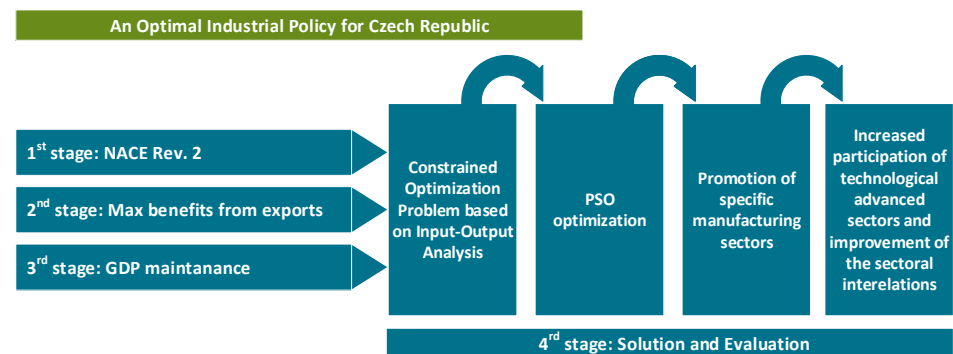 An Optimal Industrial Policy for Czech Republic
1st stage: NACE Rev. 2
2nd stage: Max benefits from exports
3rd stage: GDP maintanance
Constrained
Optimization
Problem based
on Input-Output
Analysis
PSO
optimization
Promotion of
specific
manufacturing
sectors
Increased
participation of
technological
advanced
sectors and
improvement of
the sectoral
interelations
4rd stage: Solution and Evaluation